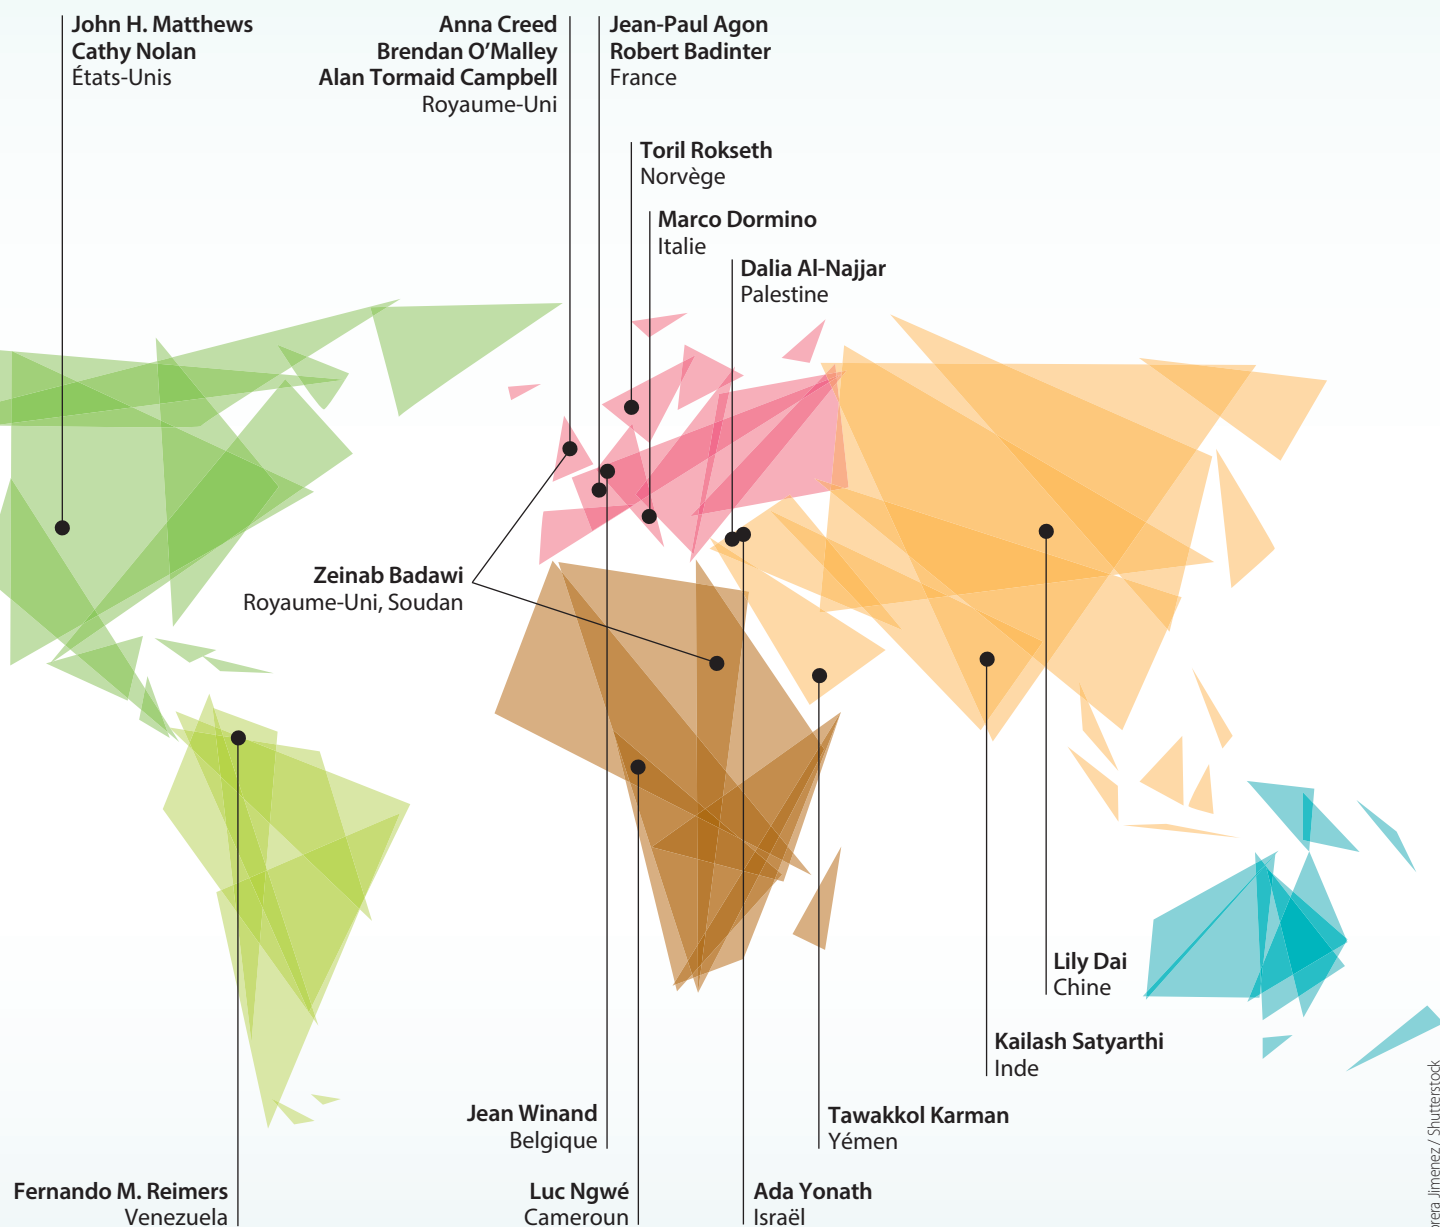 John H. Matthews
Cathy Nolan
États-Unis
Anna Creed
Brendan O’Malley
Alan Tormaid Campbell
Royaume-Uni
Jean-Paul Agon
Robert Badinter
France
Toril Rokseth
Norvège
Marco Dormino
Italie
Dalia Al-Najjar
Palestine
Zeinab Badawi
Royaume-Uni, Soudan
Lily Dai
Chine
Kailash Satyarthi
Inde
Jean Winand
Belgique
Tawakkol Karman
Yémen
Fernando M. Reimers
Venezuela
Luc Ngwé
Cameroun
Ada Yonath
Israël
Jimenez / Shutterstock